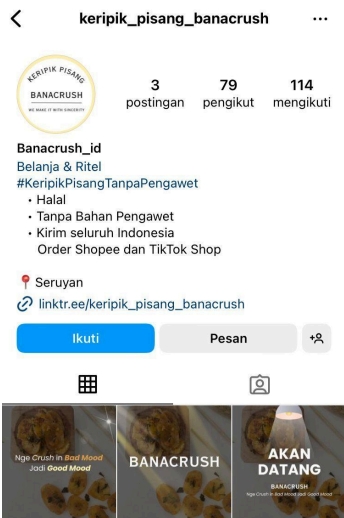 keripik_pisang_banacrush
KERIPIK PISANG
BANACRUSH
WE MAKE IT WITH SINCERITY
3 79 114
postingan pengikut mengikuti
Banacrush_id
Belanja & Ritel
#KeripikPisangTanpaPengawet
• Halal
• Tanpa Bahan Pengawet
• Kirim seluruh Indonesia
Order Shopee dan TikTok Shop
Seruyan
linktr.ee/keripik_pisang_banacrush
Ikuti Pesan
Nge Crush in Bad Mood
Jadi Good Mood
BANACRUSH
AKAN
DATANG
BANACRUSH
Nge Crush in Bad Mood Jadi Good Mood